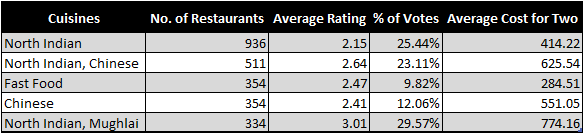 Cuisines No. of Restaurants Average Rating % of Votes Average Cost for Two
North Indian 936 2.15 25.44% 414.22
North Indian, Chinese 511 2.64 23.11% 625.54
Fast Food 354 2.47 9.82% 284.51
Chinese 354 2.41 12.06% 551.05
North Indian, Mughlai 334 3.01 29.57% 774.16